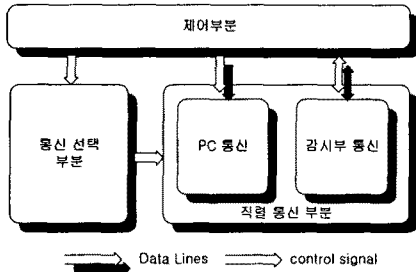 제어부분
통신 선택
부분
PC 통신
감시부 통신
직렬 통신 부분
Data Lines
control signal